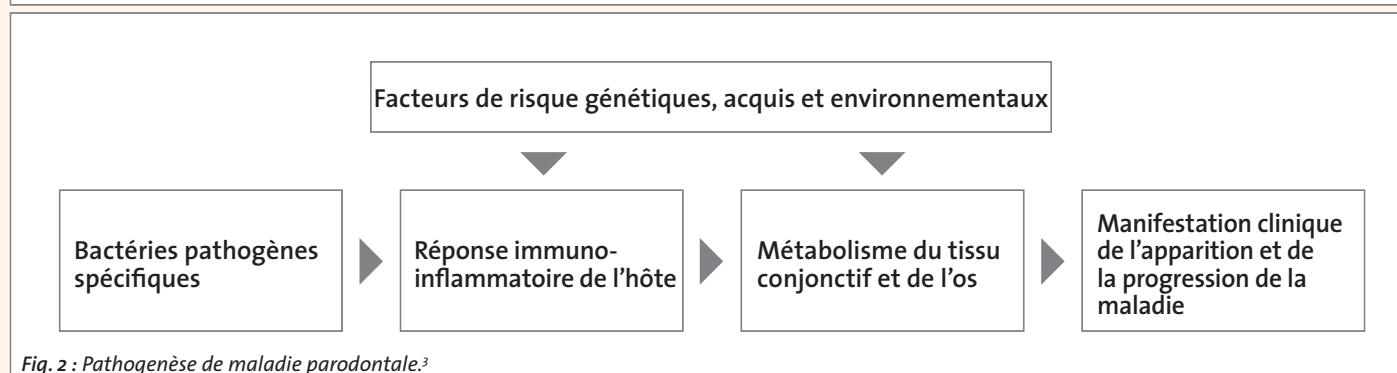 Facteurs de risque génétiques, acquis et environnementaux
Bactéries pathogènes
spécifiques
Réponse immuno-
inflammatoire de l'hôte
Métabolisme du tissu
conjonctif et de l'os
Manifestation clinique
de l'apparition et de
la progression de la
maladie
Fig. 2 : Pathogenèse de maladie parodontale.³